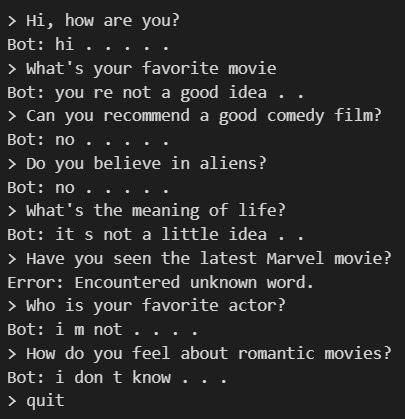 > Hi, how are you?
Bot: hi . . . . .
> What's your favorite movie
Bot: you re not a good idea . .
> Can you recommend a good comedy film?
Bot: no . . . . .
> Do you believe in aliens?
Bot: no . . . . .
> What's the meaning of life?
Bot: it s not a little idea . .
> Have you seen the latest Marvel movie?
Error: Encountered unknown word.
> Who is your favorite actor?
Bot: i m not . . . .
> How do you feel about romantic movies?
Bot: i don t know . . .
> quit